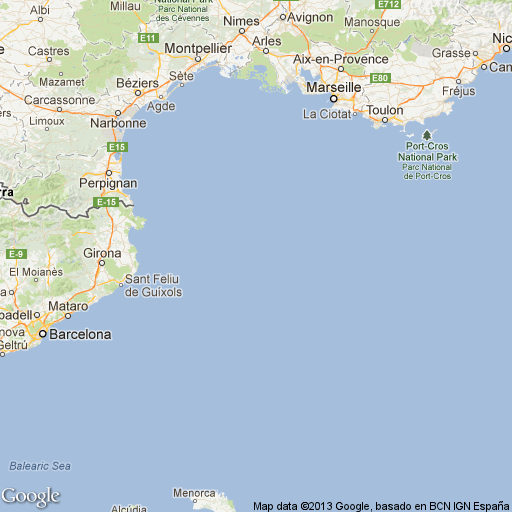 Albi
Millau
National Park
Parc National
des Cévennes
Nimes
Avignon
E712
Manosque
Nic
Castres
E11
Montpellier
Arles
Aix-en-Provence
Grasse
Can
Mazamet
Béziers
Sète
E80
Fréjus
Carcassonne
Agde
Marseille
Limoux
Narbonne
La Ciotat
Toulon
E15
Port-Cros
National Park
Parc National
de Port-Cros
Perpignan
rra
E-15
E-9
Girona
El Moianès
Sant Feliu
de Guíxols
a
badell
Mataro
nova
Geltrú
Barcelona
Balearic Sea
Google
Menorca
Alcúdia
Map data ©2013 Google, basado en BCN IGN España